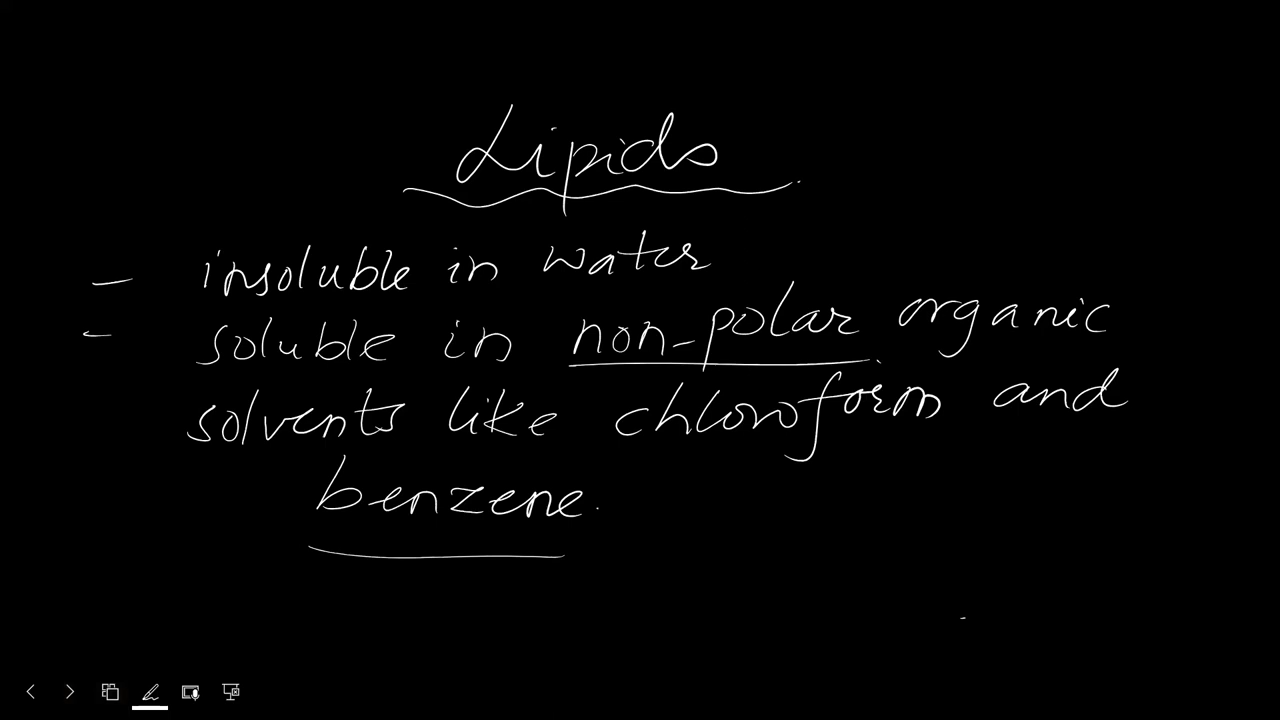 Lipids
- insoluble in water
- soluble in non-polar organic
solvents like chloroform and
benzene.